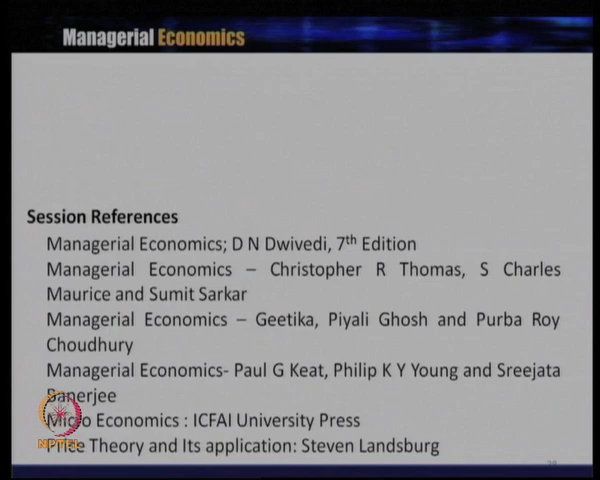 Managerial Economics
Session References
Managerial Economics; D N Dwivedi, 7th Edition
Managerial Economics – Christopher R Thomas, S Charles
Maurice and Sumit Sarkar
Managerial Economics – Geetika, Piyali Ghosh and Purba Roy
Choudhury
Managerial Economics- Paul G Keat, Philip K Y Young and Sreejata
Banerjee
Micro Economics : ICFAI University Press
NPTEL
Price Theory and Its application: Steven Landsburg